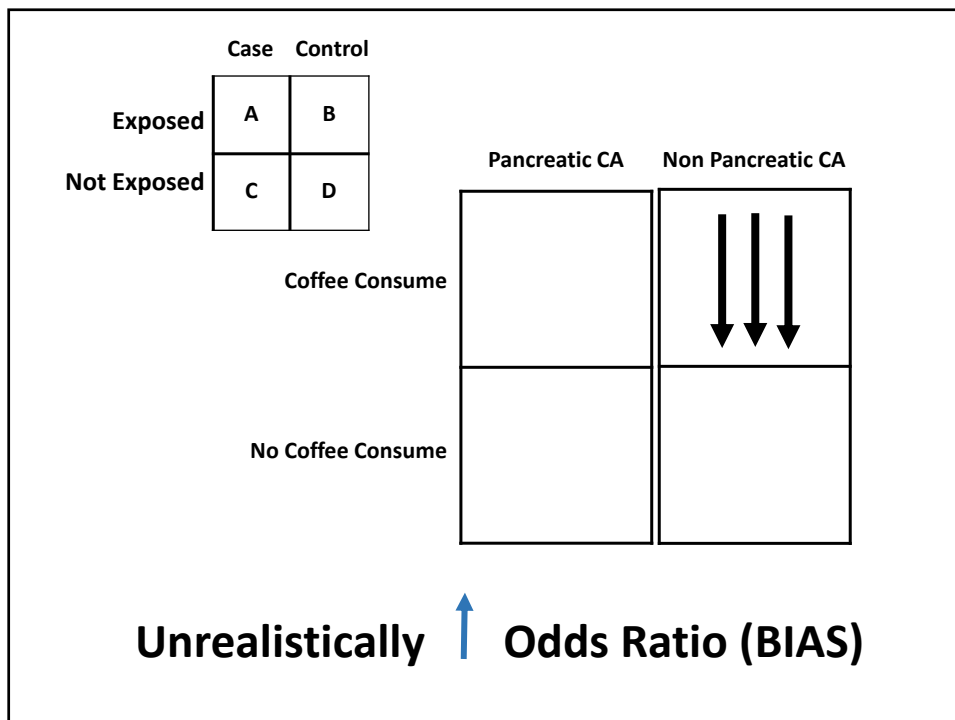 Case Control
Exposed A B
Not Exposed C D
Pancreatic CA Non Pancreatic CA
Coffee Consume
No Coffee Consume
Unrealistically Odds Ratio (BIAS)